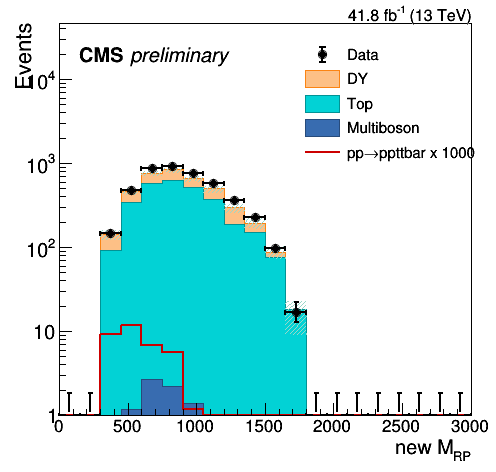 41.8 fb⁻¹ (13 TeV)
Events
CMS preliminary
Data
DY
Top
Multiboson
pp→ppttbar x 1000
10⁴
10³
10²
10
1
0 500 1000 1500 2000 2500 3000
new M_RP